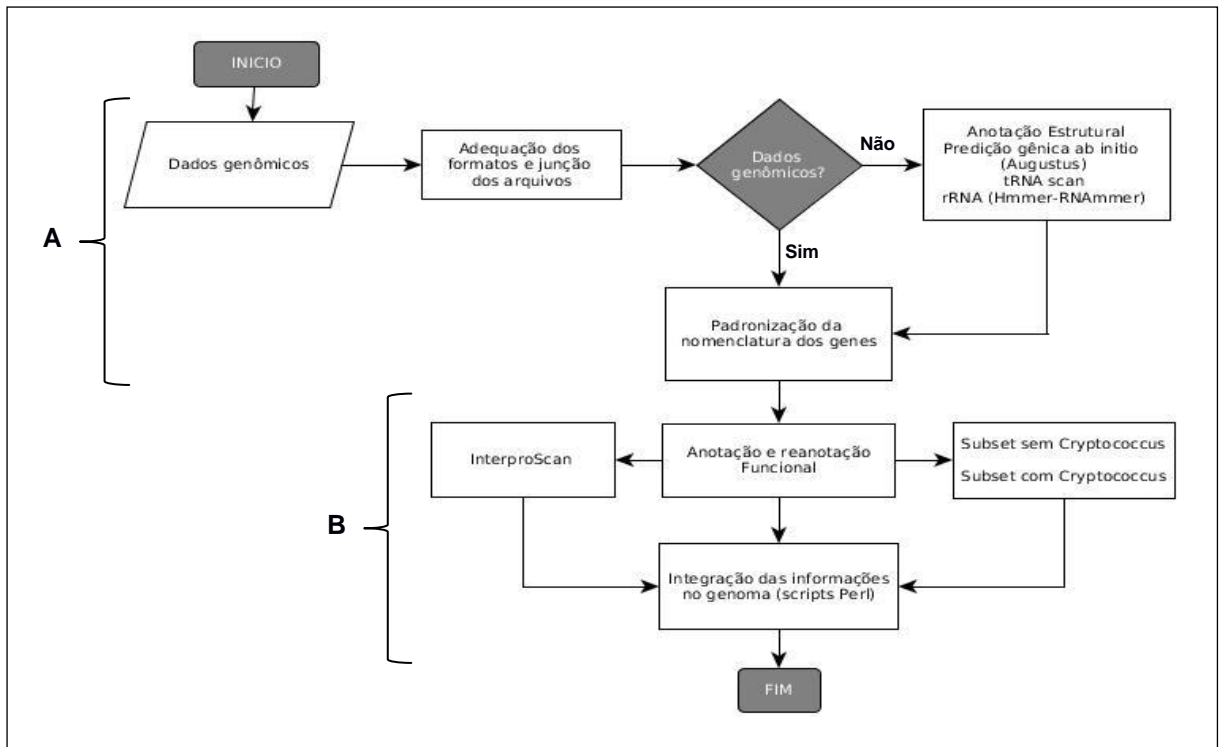 INICIO
Dados genômicos
Adequação dos
formatos e junção
dos arquivos
Dados
genômicos?
Não
Anotação Estrutural
Predição gênica ab initio
(Augustus)
tRNA scan
rRNA (Hmmer-RNAmmer)
A
Sim
Padronização da
nomenclatura dos genes
InterproScan
Anotação e reanotação
Funcional
Subset sem Cryptococcus
Subset com Cryptococcus
B
Integração das informações
no genoma (scripts Perl)
FIM